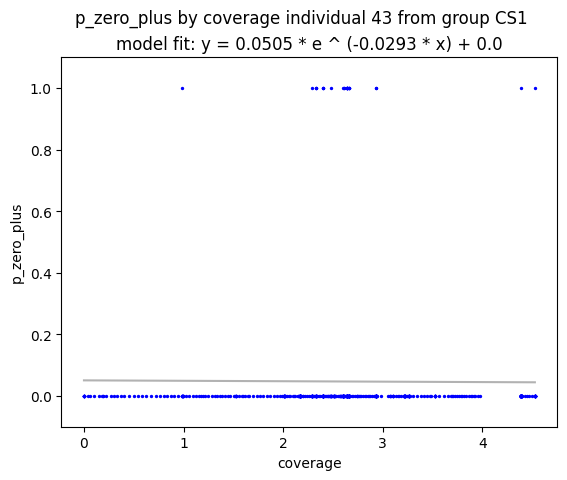 p_zero_plus by coverage individual 43 from group CS1
model fit: y = 0.0505 * e ^ (-0.0293 * x) + 0.0
1.0
0.8
0.6
0.4
0.2
0.0
p_zero_plus
0 1 2 3 4
coverage